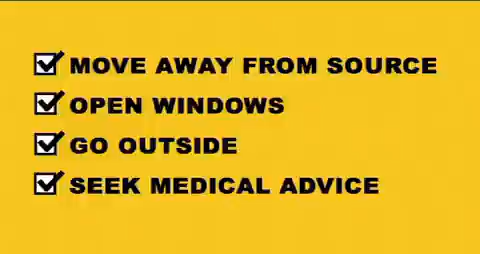 MOVE AWAY FROM SOURCE
OPEN WINDOWS
GO OUTSIDE
SEEK MEDICAL ADVICE